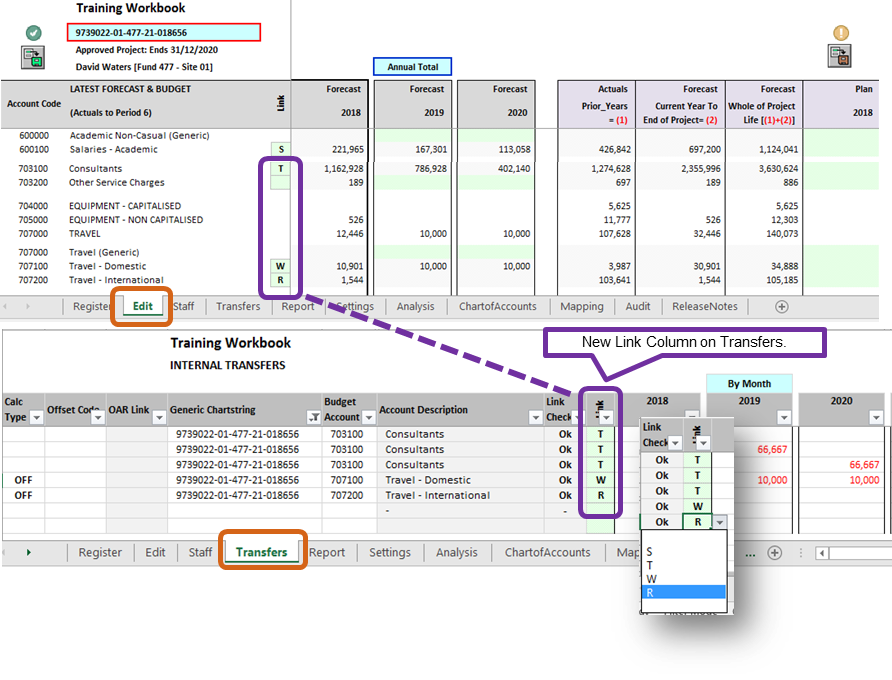 Training Workbook
9739022-01-477-21-018656
Approved Project: Ends 31/12/2020
David Waters [Fund 477 - Site 01]
Annual Total
Account Code LATEST FORECAST & BUDGET (Actuals to Period 6) Link Forecast 2018 Forecast 2019 Forecast 2020 Actuals Prior_Years = (1) Forecast Current Year To End of Project= (2) Forecast Whole of Project Life [(1)+(2)] Plan 2018
600000 Academic Non-Casual (Generic)
600100 Salaries - Academic S 221,965 167,301 113,058 426,842 697,200 1,124,041
703100 Consultants T 1,162,928 786,928 402,140 1,274,628 2,355,996 3,630,624
703200 Other Service Charges 189 697 189 886
704000 EQUIPMENT - CAPITALISED 5,625 5,625
705000 EQUIPMENT - NON CAPITALISED 526 11,777 526 12,303
707000 TRAVEL 12,446 10,000 10,000 107,628 32,446 140,073
707000 Travel (Generic)
707100 Travel - Domestic W 10,901 10,000 10,000 3,987 30,901 34,888
707200 Travel - International R 1,544 103,641 1,544 105,185
Register Edit Staff Transfers Report Settings Analysis ChartofAccounts Mapping Audit ReleaseNotes
Training Workbook
INTERNAL TRANSFERS
New Link Column on Transfers.
By Month
Calc Type Offset Code OAR Link Generic Chartstring Budget Account Account Description Link Check Link 2018 2019 2020
9739022-01-477-21-018656 703100 Consultants Ok T
9739022-01-477-21-018656 703100 Consultants Ok T 66,667
9739022-01-477-21-018656 703100 Consultants Ok T 66,667
OFF 9739022-01-477-21-018656 707100 Travel - Domestic Ok W 10,000 10,000
OFF 9739022-01-477-21-018656 707200 Travel - International Ok R
- -
Link Check Link
Ok T
Ok T
Ok T
Ok W
Ok R
S
T
W
R
Register Edit Staff Transfers Report Settings Analysis ChartofAccounts Map ...